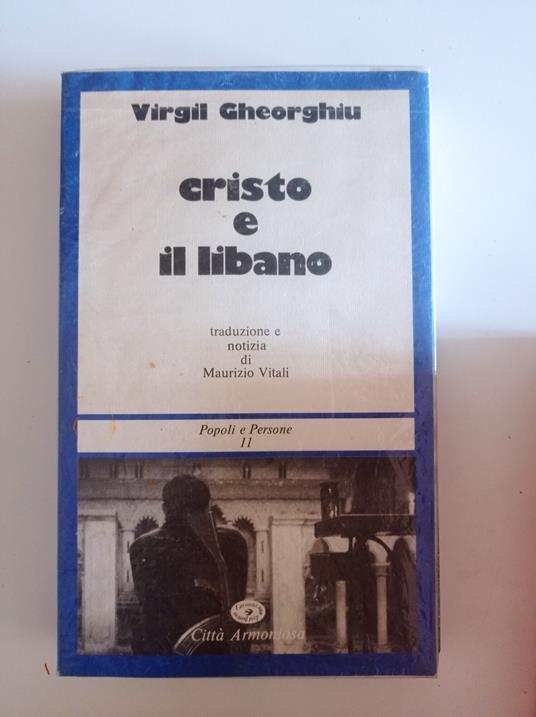 Virgil Gheorghiu
cristo
e
il libano
traduzione e
notizia
di
Maurizio Vitali
Popoli e Persone
11
Città Armoniosa